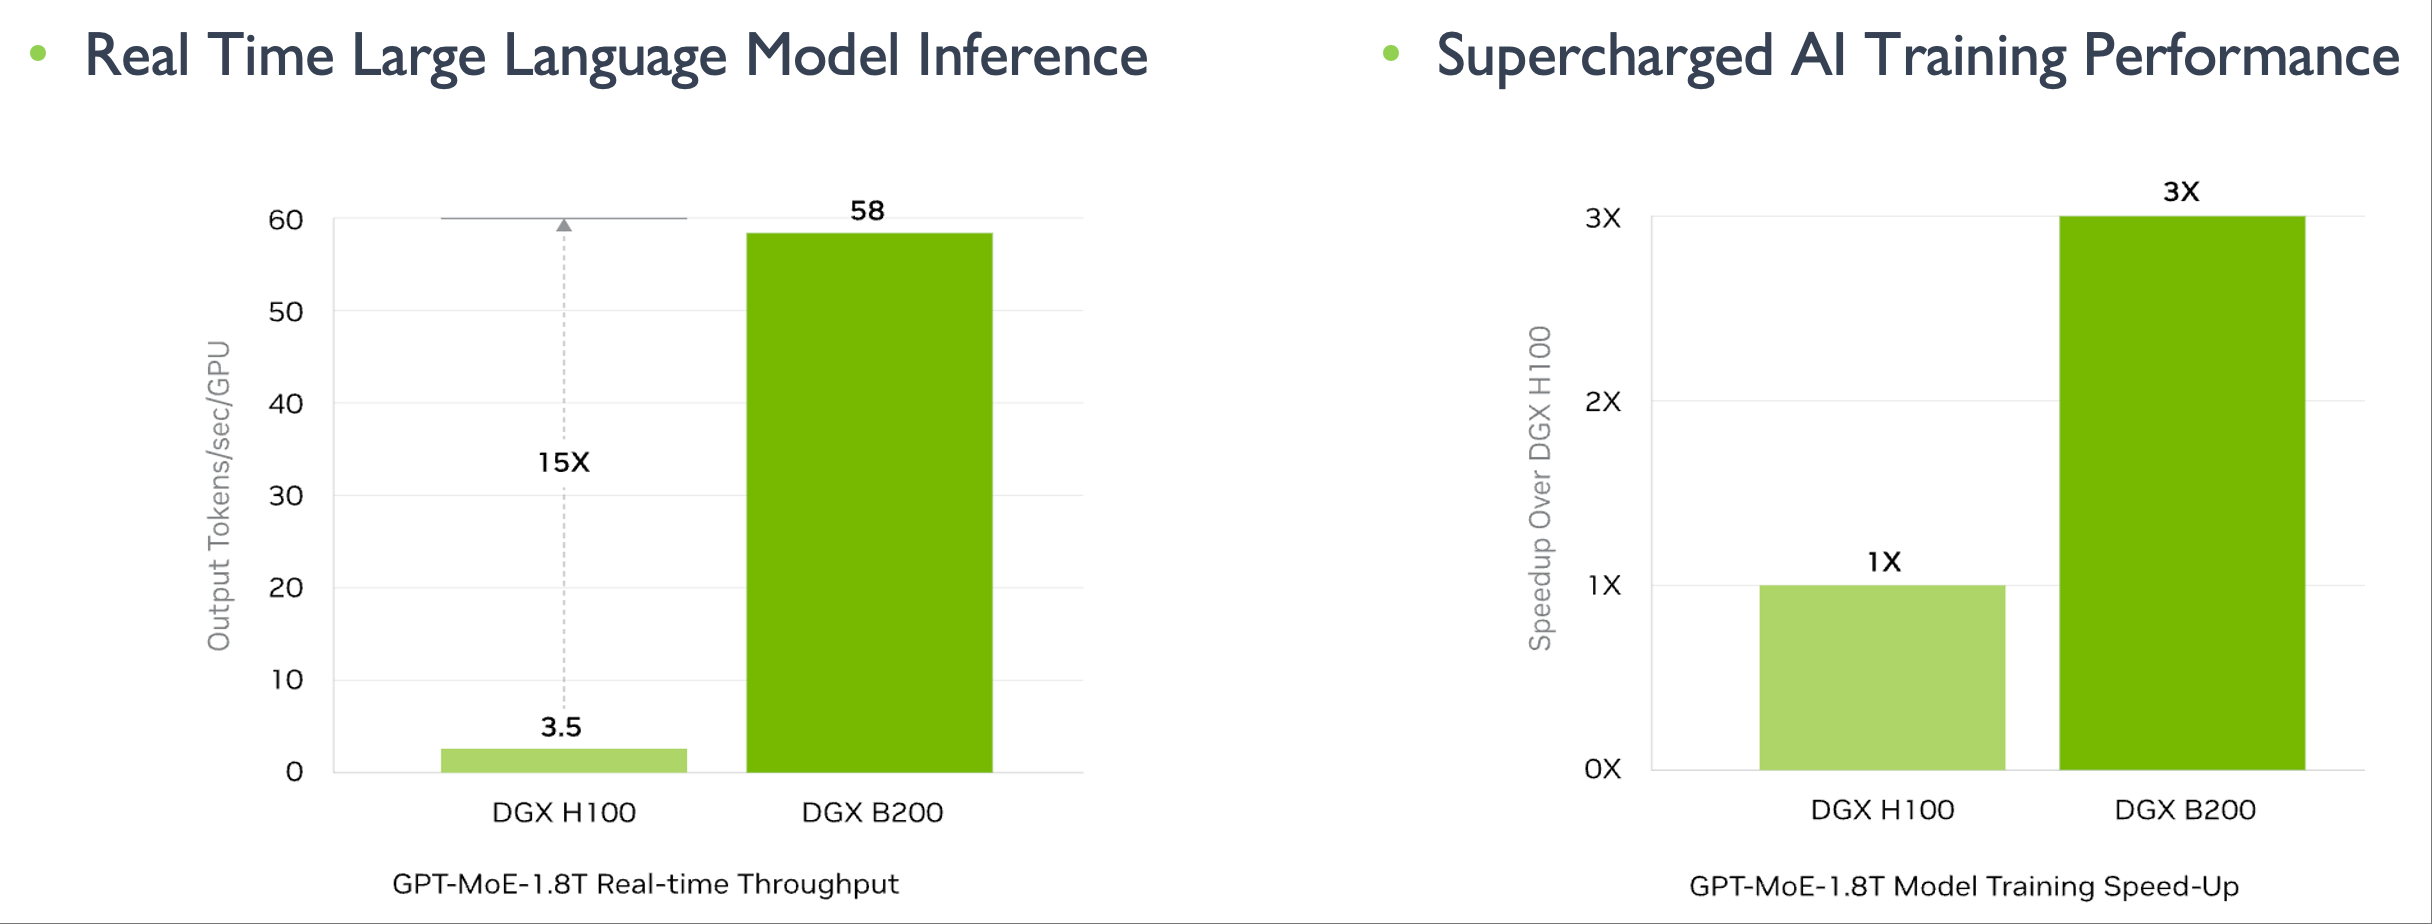 • Real Time Large Language Model Inference
60
50
40
30
20
10
0
Output Tokens/sec/GPU
15X
3.5
58
DGX H100
DGX B200
GPT-MoE-1.8T Real-time Throughput
• Supercharged AI Training Performance
3X
2X
1X
0X
Speedup Over DGX H100
1X
3X
DGX H100
DGX B200
GPT-MoE-1.8T Model Training Speed-Up